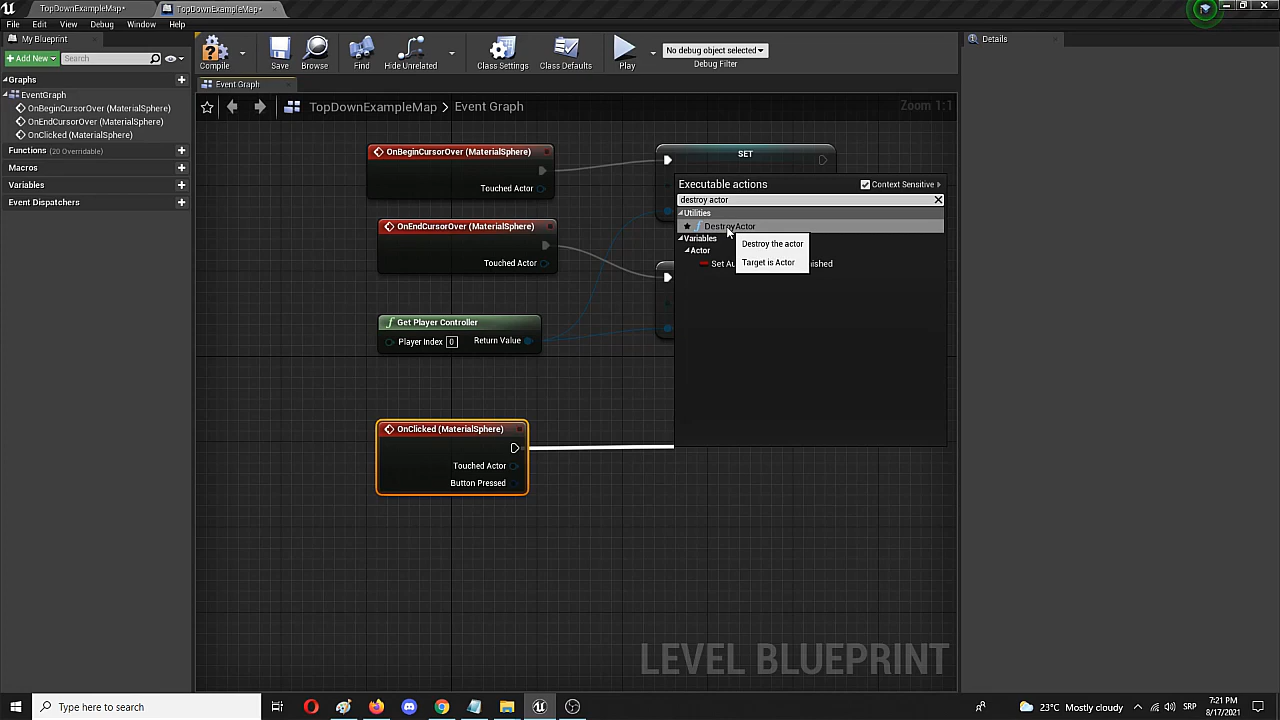 TopDownExampleMap*
TopDownExampleMap*
File Edit View Debug Window Help
My Blueprint
Add New
Search
Graphs
EventGraph
OnBeginCursorOver (MaterialSphere)
OnEndCursorOver (MaterialSphere)
OnClicked (MaterialSphere)
Functions (20 Overridable)
Macros
Variables
Event Dispatchers
Compile
Save
Browse
Find
Hide Unrelated
Class Settings
Class Defaults
Play
No debug object selected
Debug Filter
Details
Event Graph
TopDownExampleMap > Event Graph
Zoom 1:1
OnBeginCursorOver (MaterialSphere)
Touched Actor
OnEndCursorOver (MaterialSphere)
Touched Actor
Get Player Controller
Player Index 0
Return Value
OnClicked (MaterialSphere)
Touched Actor
Button Pressed
SET
Executable actions
Context Sensitive
destroy actor
Utilities
DestroyActor
Variables
Actor
Destroy the actor
Target is Actor
LEVEL BLUEPRINT
Type here to search
23°C Mostly cloudy
SRP
7:21 PM
8/17/2021